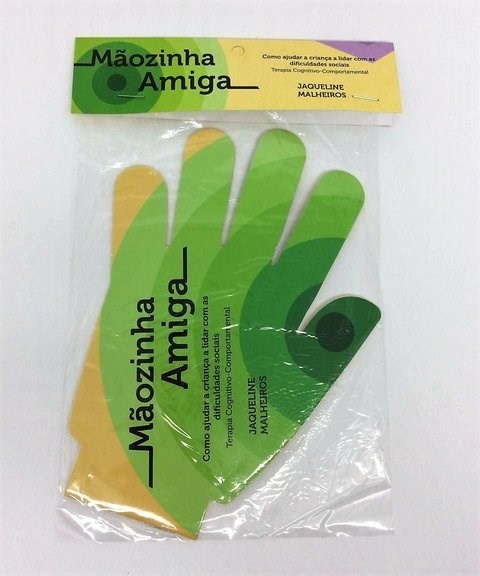 Mãozinha
Amiga
Como ajudar a criança a lidar com as
dificuldades sociais
Terapia Cognitivo-Comportamental
JAQUELINE
MALHEIROS
Mãozinha
Amiga
Como ajudar a criança a lidar com as
dificuldades sociais
Terapia Cognitivo-Comportamental
JAQUELINE
MALHEIROS